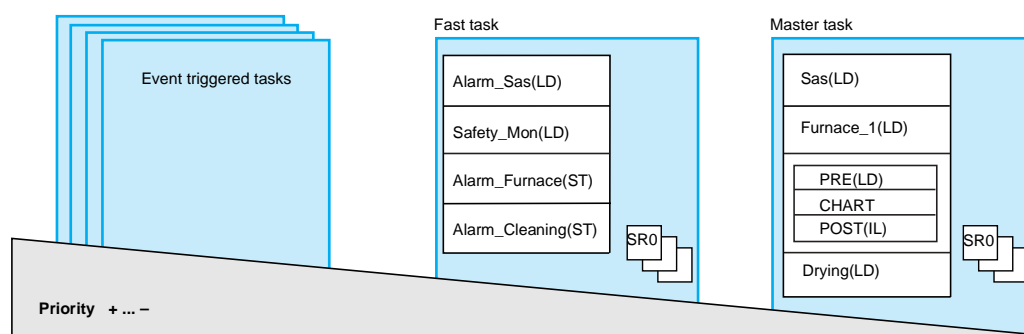 Fast task
Master task
Event triggered tasks
Alarm_Sas(LD)
Safety_Mon(LD)
Alarm_Furnace(ST)
Alarm_Cleaning(ST)
SR0
Sas(LD)
Furnace_1(LD)
PRE(LD)
CHART
POST(IL)
Drying(LD)
SR0
Priority + ... –